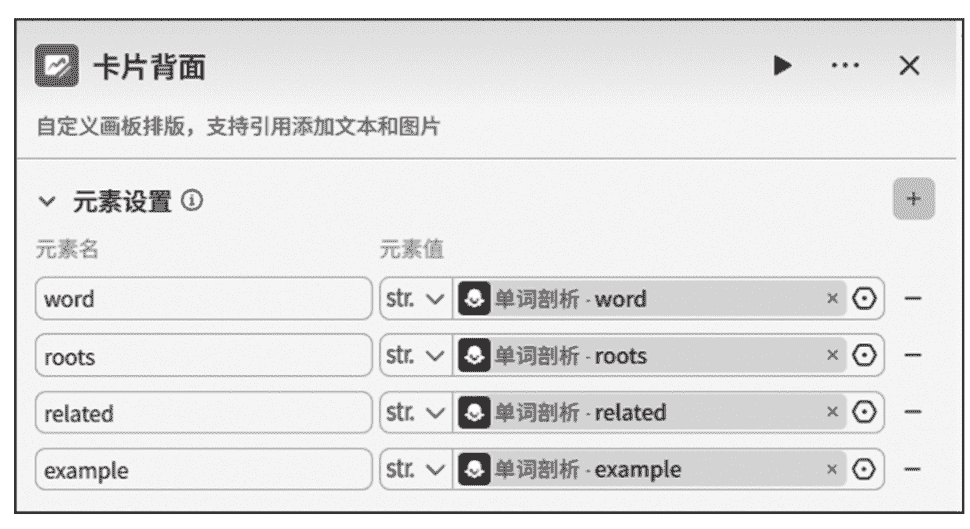 卡片背面
自定义画板排版，支持引用添加文本和图片
元素设置
元素名 元素值
word str. 单词剖析 · word
roots str. 单词剖析 · roots
related str. 单词剖析 · related
example str. 单词剖析 · example